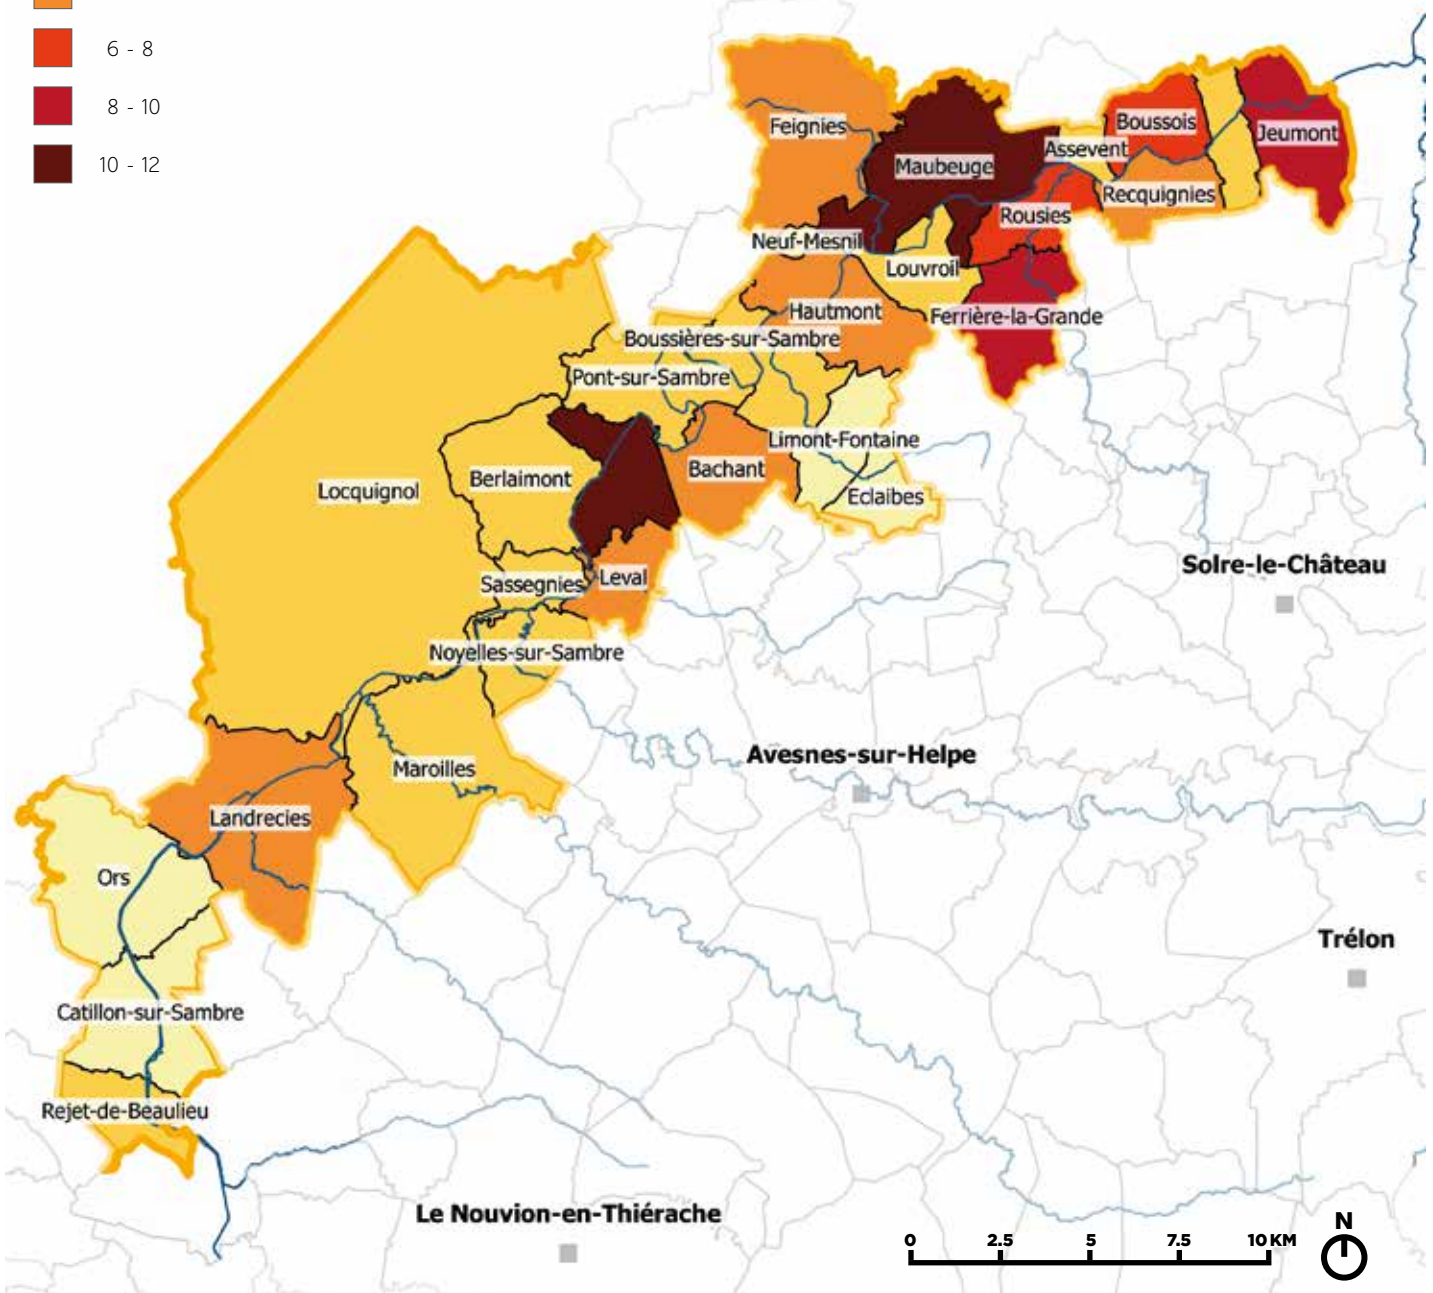 6 - 8
8 - 10
10 - 12
Feignies
Maubeuge
Assevent
Boussois
Jeumont
Recquignies
Rousies
Neuf-Mesnil
Louvroil
Hautmont
Ferrière-la-Grande
Boussières-sur-Sambre
Pont-sur-Sambre
Limont-Fontaine
Bachant
Berlaimont
Locquignol
Eclaibes
Solre-le-Château
Sassegnies
Leval
Noyelles-sur-Sambre
Avesnes-sur-Helpe
Maroilles
Landrecies
Ors
Trélon
Catillon-sur-Sambre
Rejet-de-Beaulieu
Le Nouvion-en-Thiérache
N
0 2.5 5 7.5 10 KM